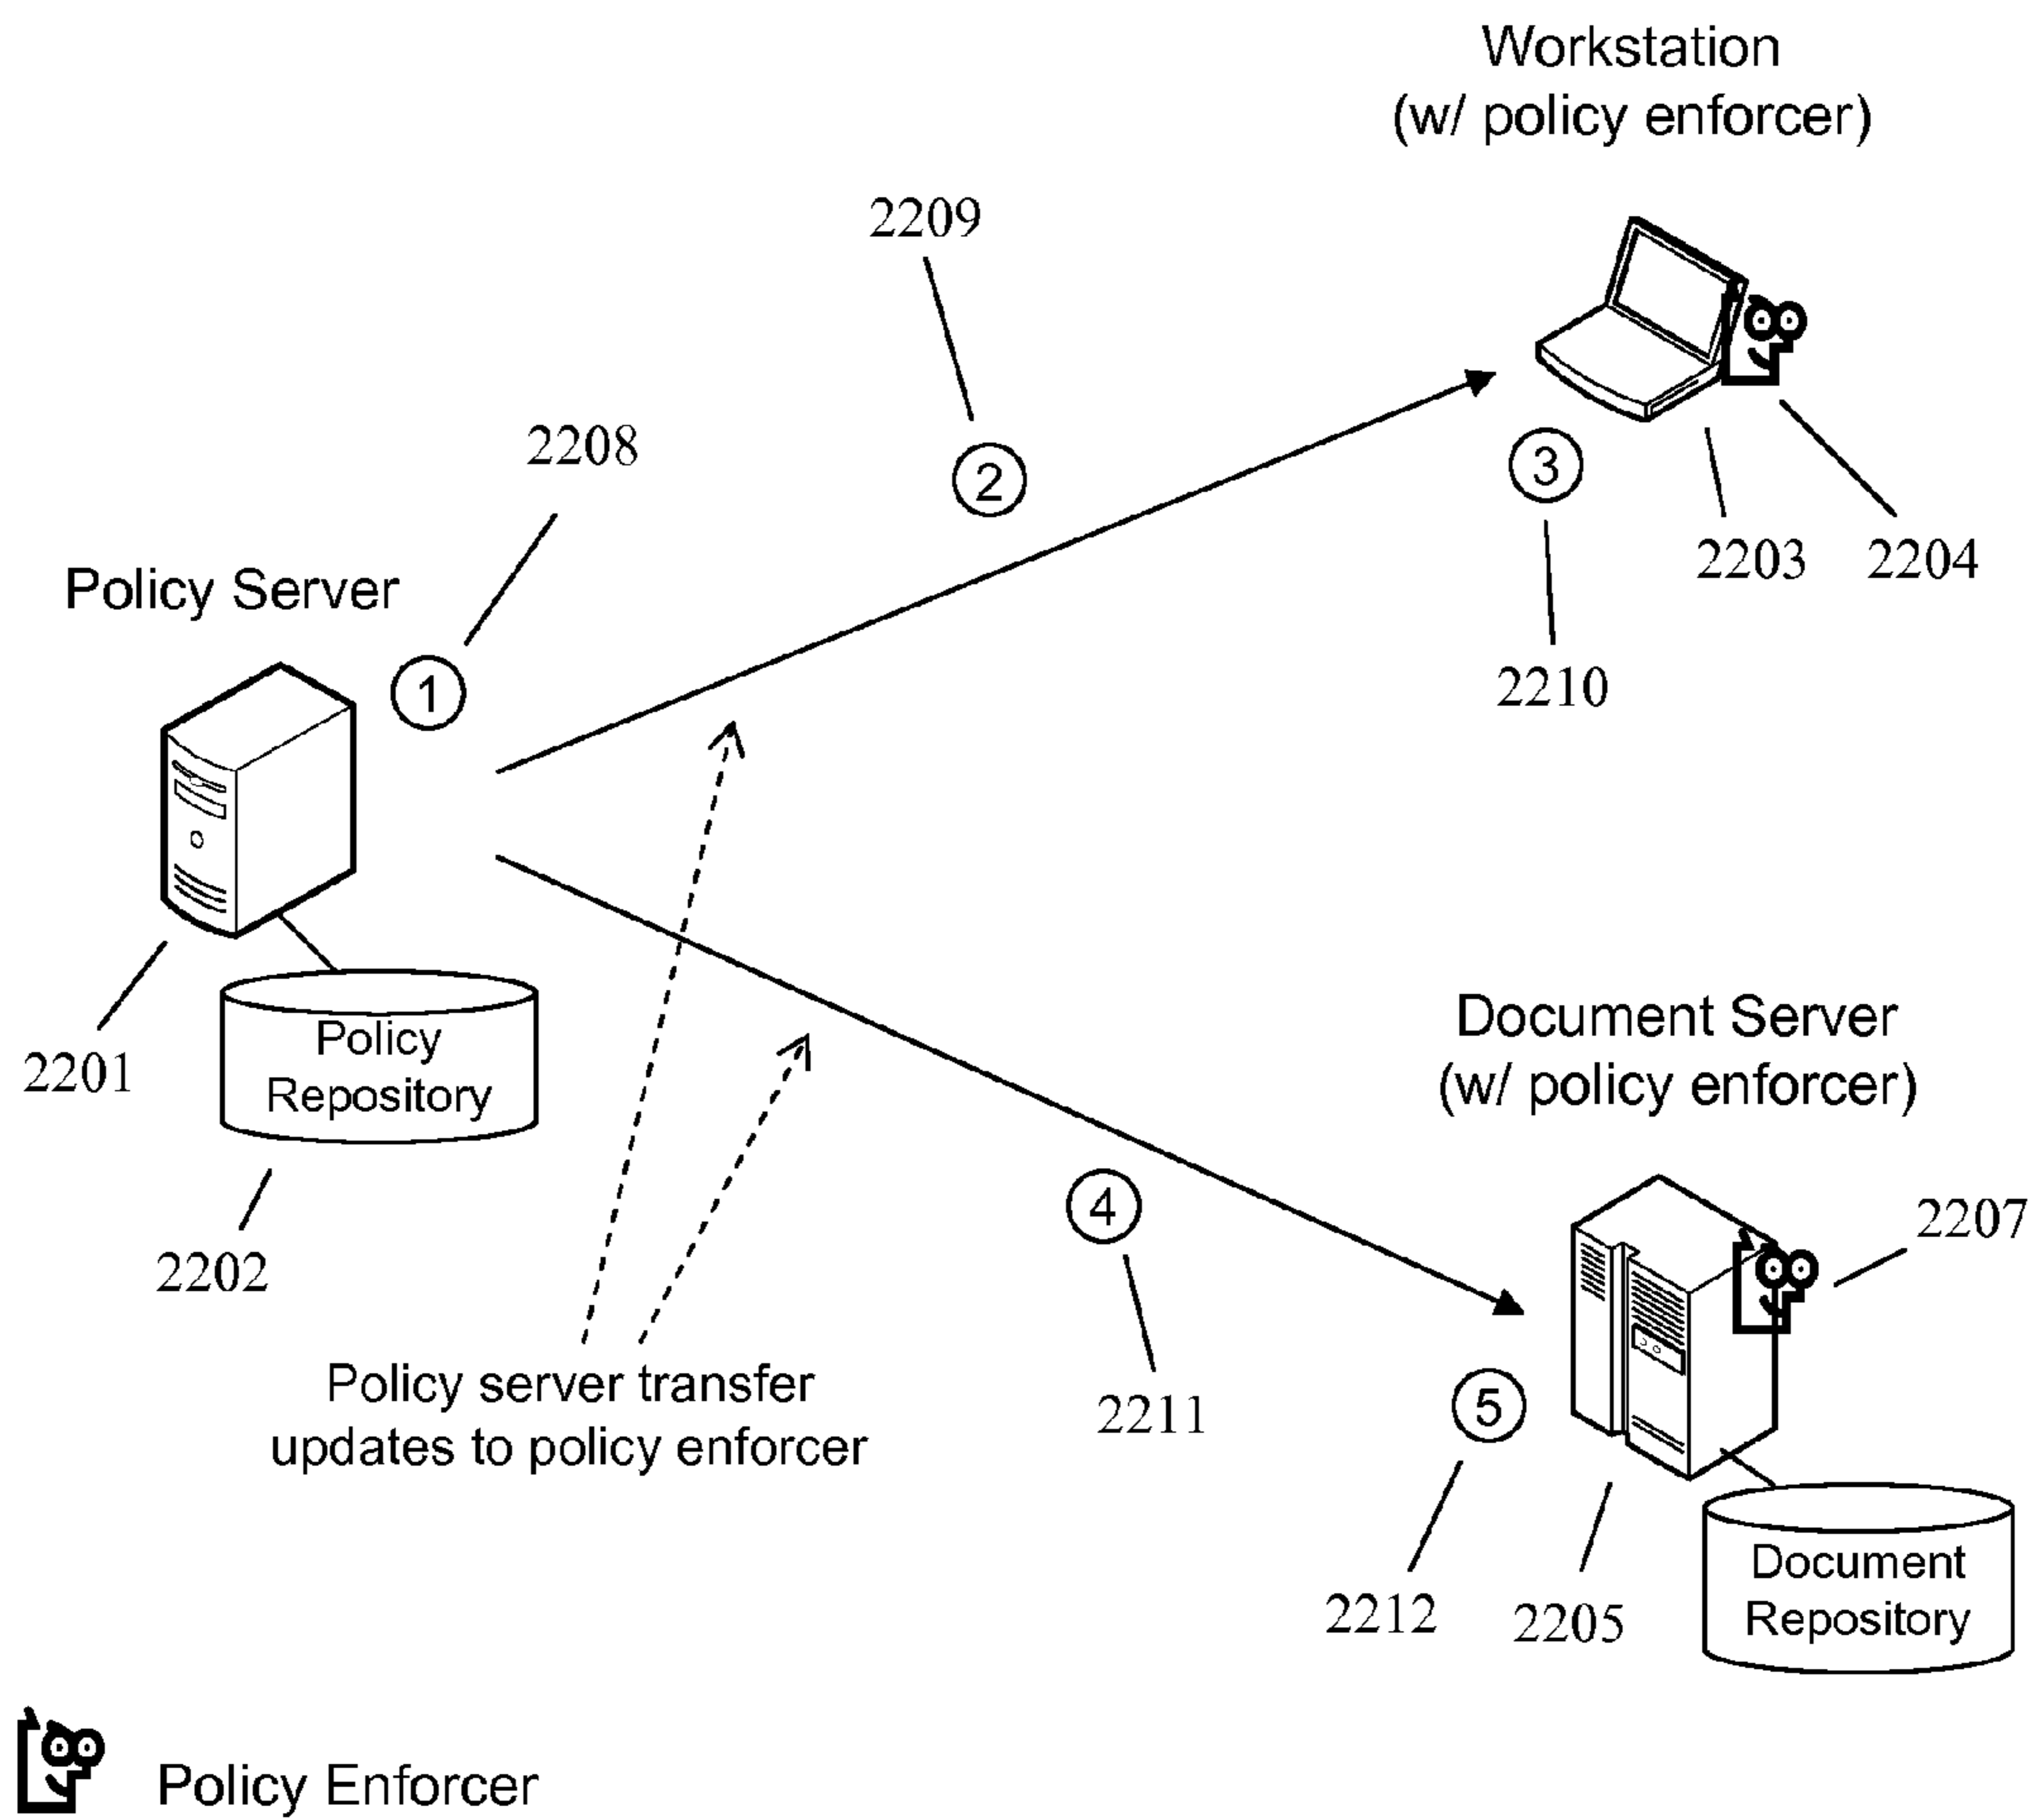 Workstation
(w/ policy enforcer)
2209
2208
2
3
2203
2204
2210
Policy Server
1
2201
Policy
Repository
2202
Document Server
(w/ policy enforcer)
4
2207
Policy server transfer
updates to policy enforcer
2211
5
2212
2205
Document
Repository
Policy Enforcer